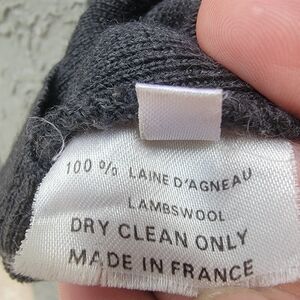 100 % LAINE D'AGNEAU
LAMBSWOOL
DRY CLEAN ONLY
MADE IN FRANCE